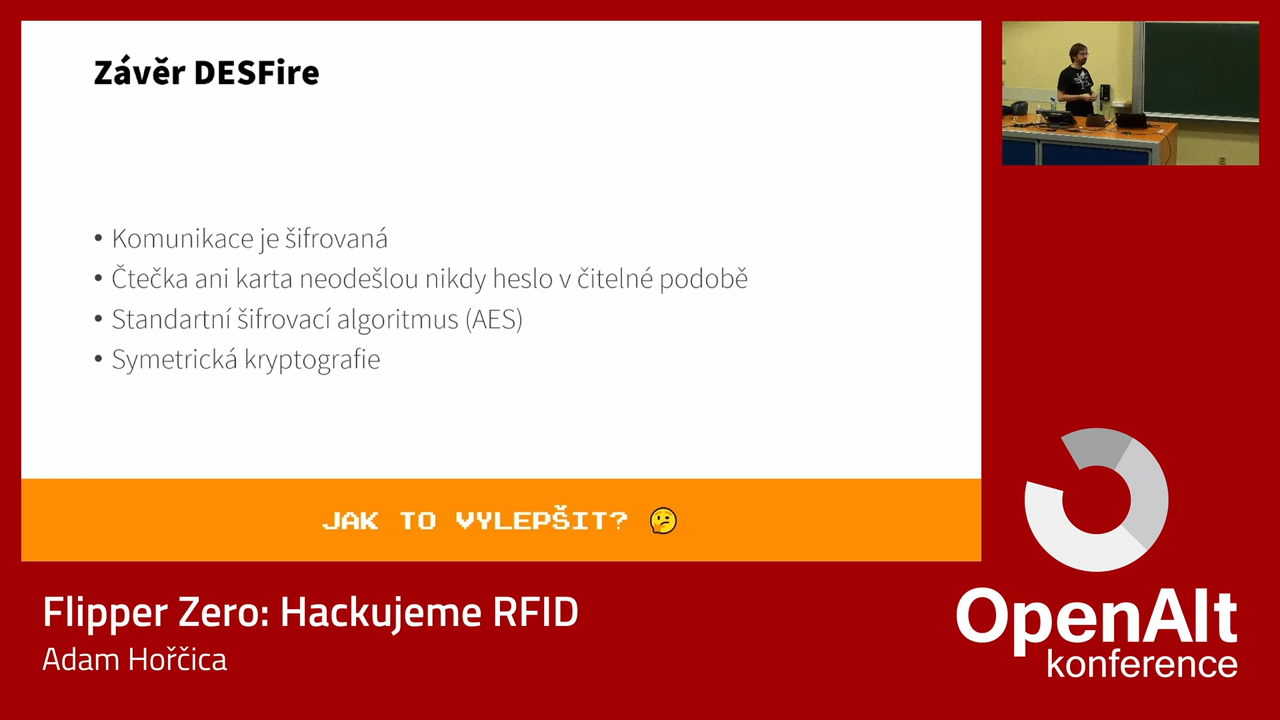 Závěr DESFire
• Komunikace je šifrovaná
• Čtečka ani karta neodešlou nikdy heslo v čitelné podobě
• Standartní šifrovací algoritmus (AES)
• Symetrická kryptografie
JAK TO VYLEPŠIT? 🤔
Flipper Zero: Hackujeme RFID
Adam Hořčica
OpenAlt
konference